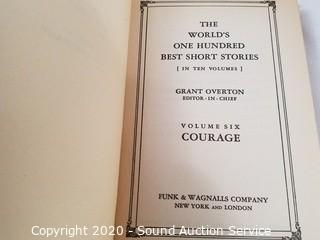 THE
WORLD'S
ONE HUNDRED
BEST SHORT STORIES
[ IN TEN VOLUMES ]
GRANT OVERTON
EDITOR-IN-CHIEF
VOLUME SIX
COURAGE
FUNK & WAGNALLS COMPANY
NEW YORK AND LONDON
Copyright 2020 - Sound Auction Service